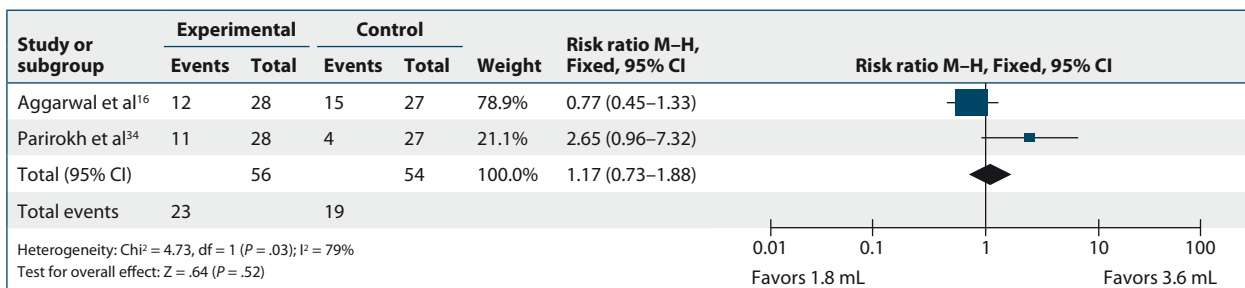 Study or subgroup Experimental Control Weight Risk ratio M–H, Fixed, 95% CI Risk ratio M–H, Fixed, 95% CI
Events Total Events Total
Aggarwal et al16 12 28 15 27 78.9% 0.77 (0.45–1.33)
Parirokh et al34 11 28 4 27 21.1% 2.65 (0.96–7.32)
Total (95% CI) 56 54 100.0% 1.17 (0.73–1.88)
Total events 23 19
Heterogeneity: Chi² = 4.73, df = 1 (P = .03); I² = 79%
Test for overall effect: Z = .64 (P = .52)
0.01 0.1 1 10 100
Favors 1.8 mL Favors 3.6 mL